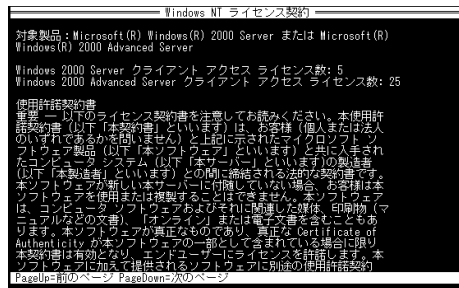 Windows NT ライセンス契約
対象製品：Microsoft(R) Windows(R) 2000 Server または Microsoft(R)
Windows(R) 2000 Advanced Server
Windows 2000 Server クライアント アクセス ライセンス数: 5
Windows 2000 Advanced Server クライアント アクセス ライセンス数: 25
使用許諾契約書
重要 ― 以下のライセンス契約書を注意してお読みください。本使用許
諾契約書（以下「本契約書」といいます）は、お客様（個人または法人
のいずれであるかを問いません）と上記に示されたマイクロソフト ソ
フトウェア製品（以下「本ソフトウェア」といいます）と共に入手され
たコンピュータ システム（以下「本サーバー」といいます)の製造者
（以下「本製造者」といいます）との間に締結される法的な契約書です。
本ソフトウェアが新しい本サーバーに付随していない場合、お客様は本
ソフトウェアを使用または複製することはできません。本ソフトウェア
は、コンピュータ ソフトウェアおよびそれに関連した媒体、印刷物（マ
ニュアルなどの文書）、「オンライン」または電子文書を含むこともあ
ります。本ソフトウェアが真正なものであり、真正な Certificate of
Authenticity が本ソフトウェアの一部として含まれている場合に限り
本契約書は有効となり、エンドユーザーにライセンスを許諾します。本
ソフトウェアに加えて提供されるソフトウェアに別途の使用許諾契約
PageUp=前のページ PageDown=次のページ